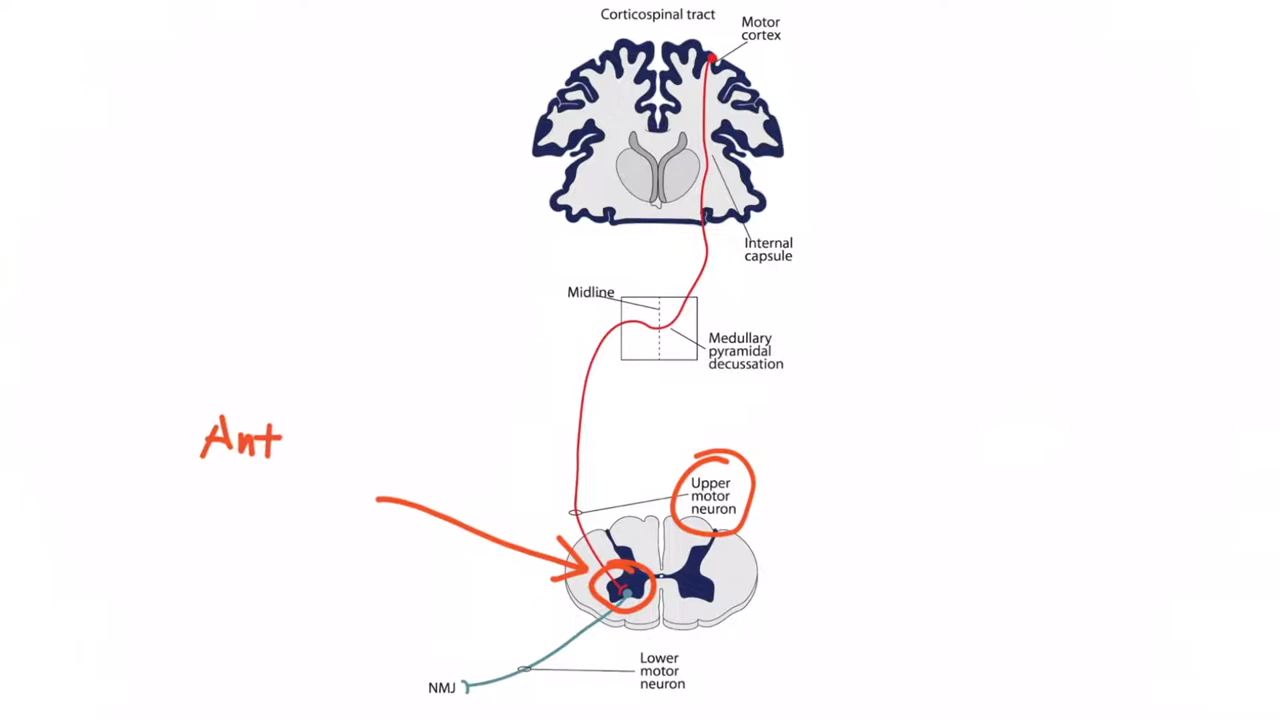 Corticospinal tract
Motor
cortex
Internal
capsule
Midline
Medullary
pyramidal
decussation
Ant
Upper
motor
neuron
Lower
motor
neuron
NMJ